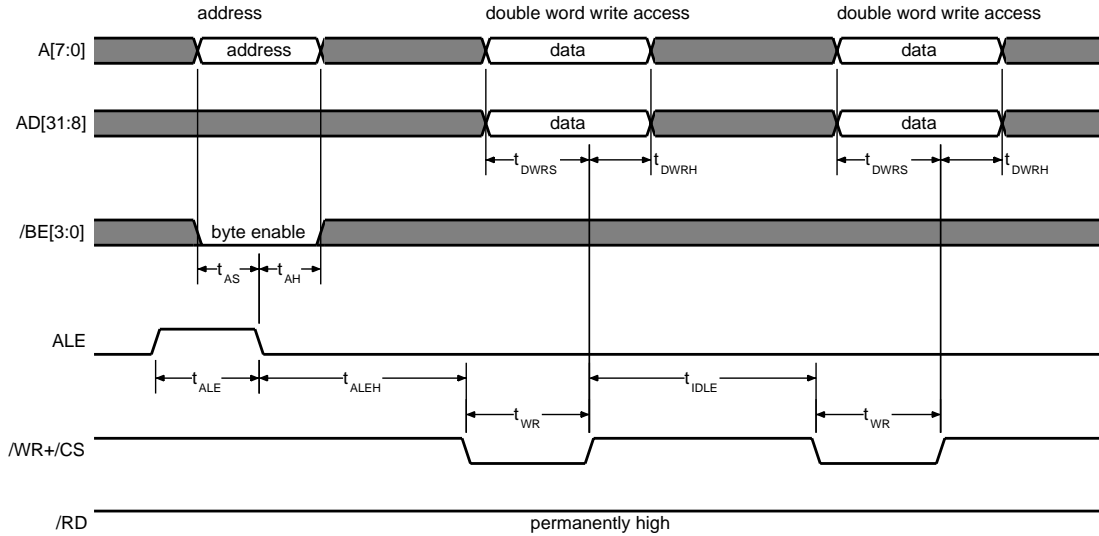 address double word write access double word write access
A[7:0] address data data
AD[31:8] data data
tDWRS tDWRH tDWRS tDWRH
/BE[3:0] byte enable
tAS tAH
ALE
tALE tALEH tIDLE
tWR tWR
/WR+/CS
/RD permanently high